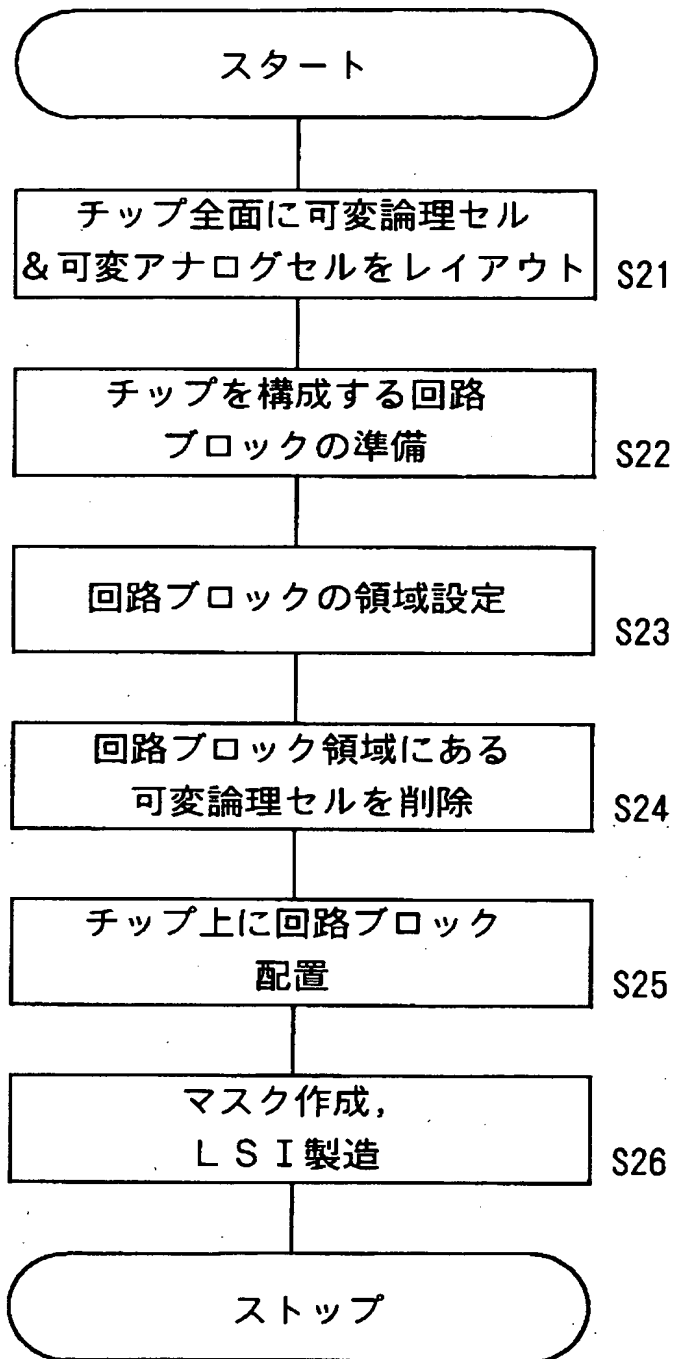 スタート
チップ全面に可変論理セル
&可変アナログセルをレイアウト
S21
チップを構成する回路
ブロックの準備
S22
回路ブロックの領域設定
S23
回路ブロック領域にある
可変論理セルを削除
S24
チップ上に回路ブロック
配置
S25
マスク作成,
LSI製造
S26
ストップ